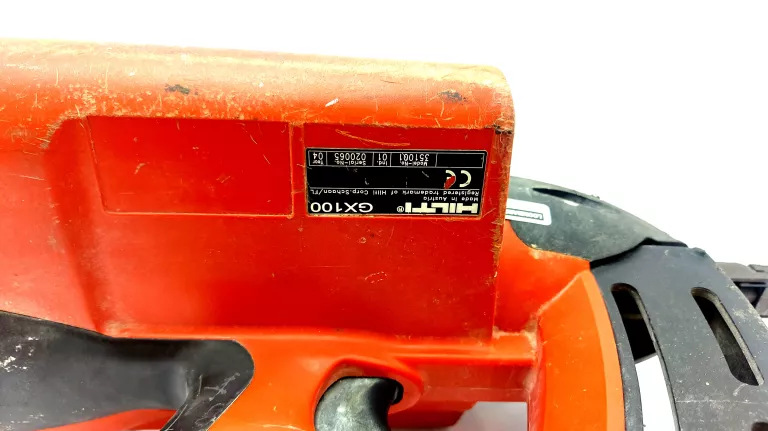 HILTI® GX100
Made in Austria
Registered trademark of Hilti Corp. Schaan/FL
CE
Model-No. Ind. Serial-No. Year
351001 01 020065 04